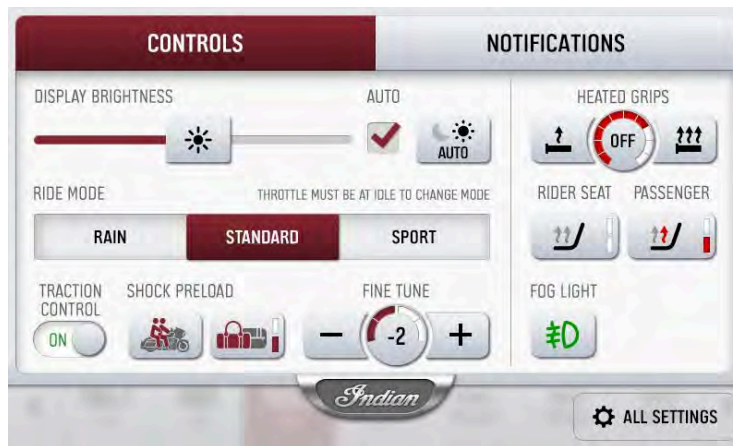 CONTROLS
NOTIFICATIONS
DISPLAY BRIGHTNESS
AUTO
AUTO
RIDE MODE
THROTTLE MUST BE AT IDLE TO CHANGE MODE
RAIN
STANDARD
SPORT
TRACTION
CONTROL
ON
SHOCK PRELOAD
FINE TUNE
-
-2
+
HEATED GRIPS
OFF
RIDER SEAT
PASSENGER
FOG LIGHT
Indian
ALL SETTINGS